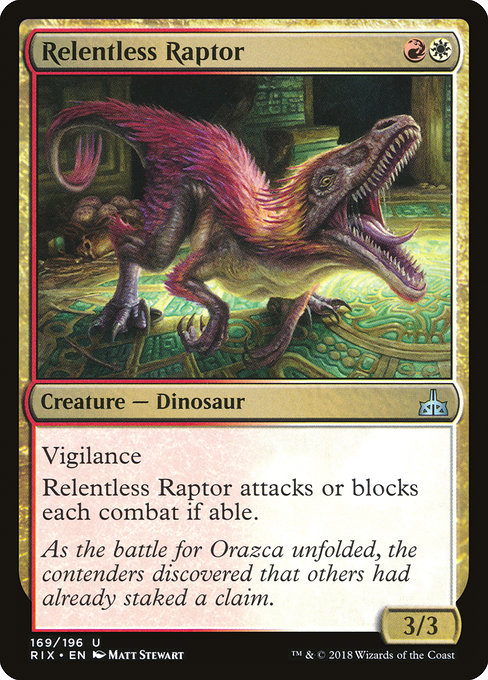 Relentless Raptor
Creature — Dinosaur
Vigilance
Relentless Raptor attacks or blocks
each combat if able.
As the battle for Orazca unfolded, the
contenders discovered that others had
already staked a claim.
3/3
169/196 U
RIX • EN Matt Stewart
™ & © 2018 Wizards of the Coast